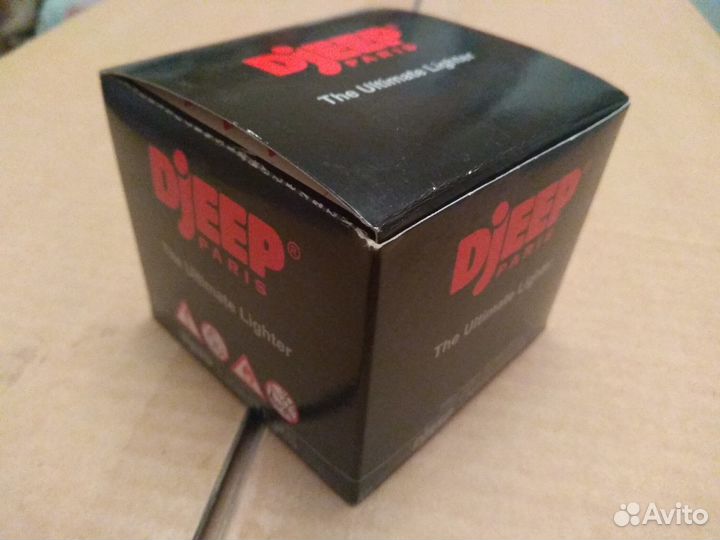 DjEEP
PARIS
The Ultimate Lighter
DjEEP®
PARIS
The Ultimate Lighter
DjEEP
PARIS
The Ultimate Lighter
Avito